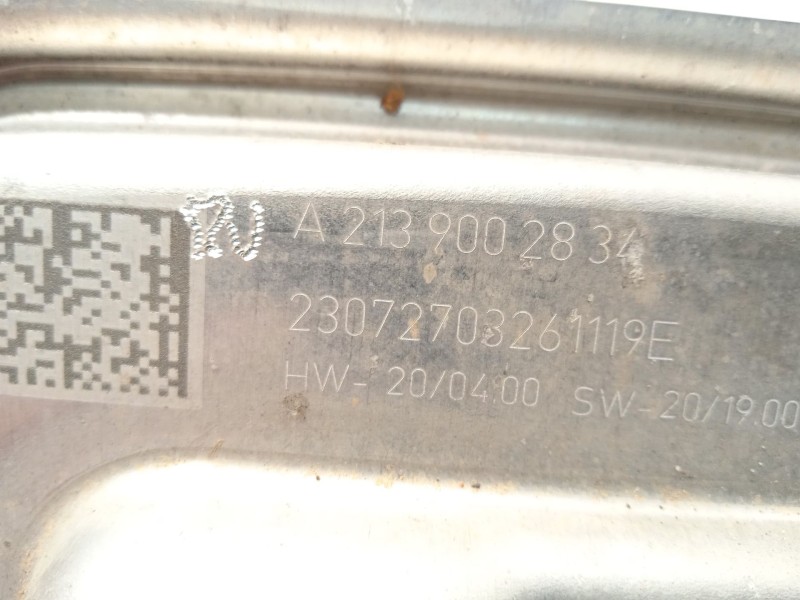 A 213 900 28 34
23072703261119E
HW- 20/04.00 SW-20/19.00